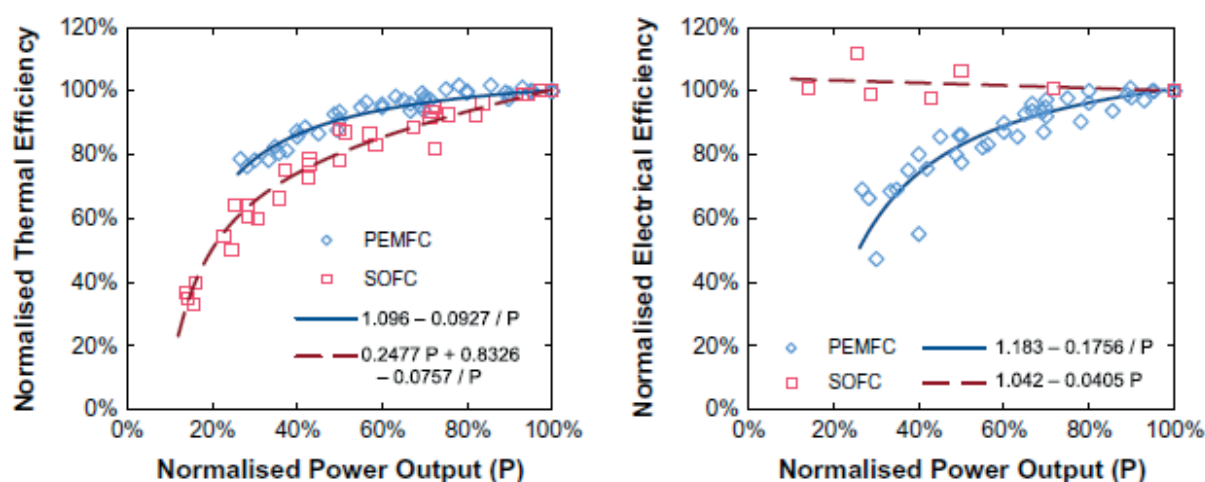 Normalised Thermal Efficiency
120%
100%
80%
60%
40%
20%
0%
PEMFC
SOFC
1.096 – 0.0927 / P
0.2477 P + 0.8326
– 0.0757 / P
0% 20% 40% 60% 80% 100%
Normalised Power Output (P)
Normalised Electrical Efficiency
120%
100%
80%
60%
40%
20%
0%
PEMFC 1.183 – 0.1756 / P
SOFC 1.042 – 0.0405 P
0% 20% 40% 60% 80% 100%
Normalised Power Output (P)